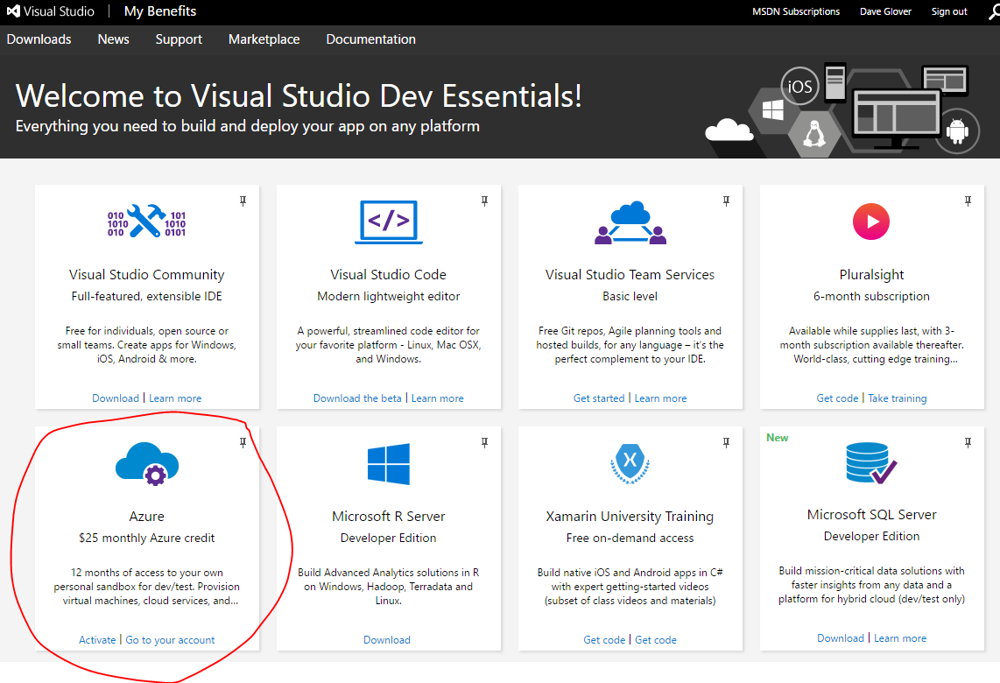 Visual Studio | My Benefits
MSDN Subscriptions Dave Glover Sign out
Downloads News Support Marketplace Documentation
Welcome to Visual Studio Dev Essentials!
Everything you need to build and deploy your app on any platform
iOS
010 101
1010 1010
010 0101
</>
Visual Studio Community
Full-featured, extensible IDE
Free for individuals, open source or
small teams. Create apps for Windows,
iOS, Android & more.
Download | Learn more
Visual Studio Code
Modern lightweight editor
A powerful, streamlined code editor for
your favorite platform - Linux, Mac OSX,
and Windows.
Download the beta | Learn more
Visual Studio Team Services
Basic level
Free Git repos, Agile planning tools and
hosted builds, for any language – it's the
perfect complement to your IDE.
Get started | Learn more
Pluralsight
6-month subscription
Available while supplies last, with 3-
month subscription available thereafter.
World-class, cutting edge training...
Get code | Take training
Azure
$25 monthly Azure credit
12 months of access to your own
personal sandbox for dev/test. Provision
virtual machines, cloud services, and...
Activate | Go to your account
Microsoft R Server
Developer Edition
Build Advanced Analytics solutions in R
on Windows, Hadoop, Terradata and
Linux.
Download
X
Xamarin University Training
Free on-demand access
Build native iOS and Android apps in C#
with expert getting-started videos
(subset of class videos and materials)
Get code | Get code
New
Microsoft SQL Server
Developer Edition
Build mission-critical data solutions with
faster insights from any data and a
platform for hybrid cloud (dev/test only)
Download | Learn more